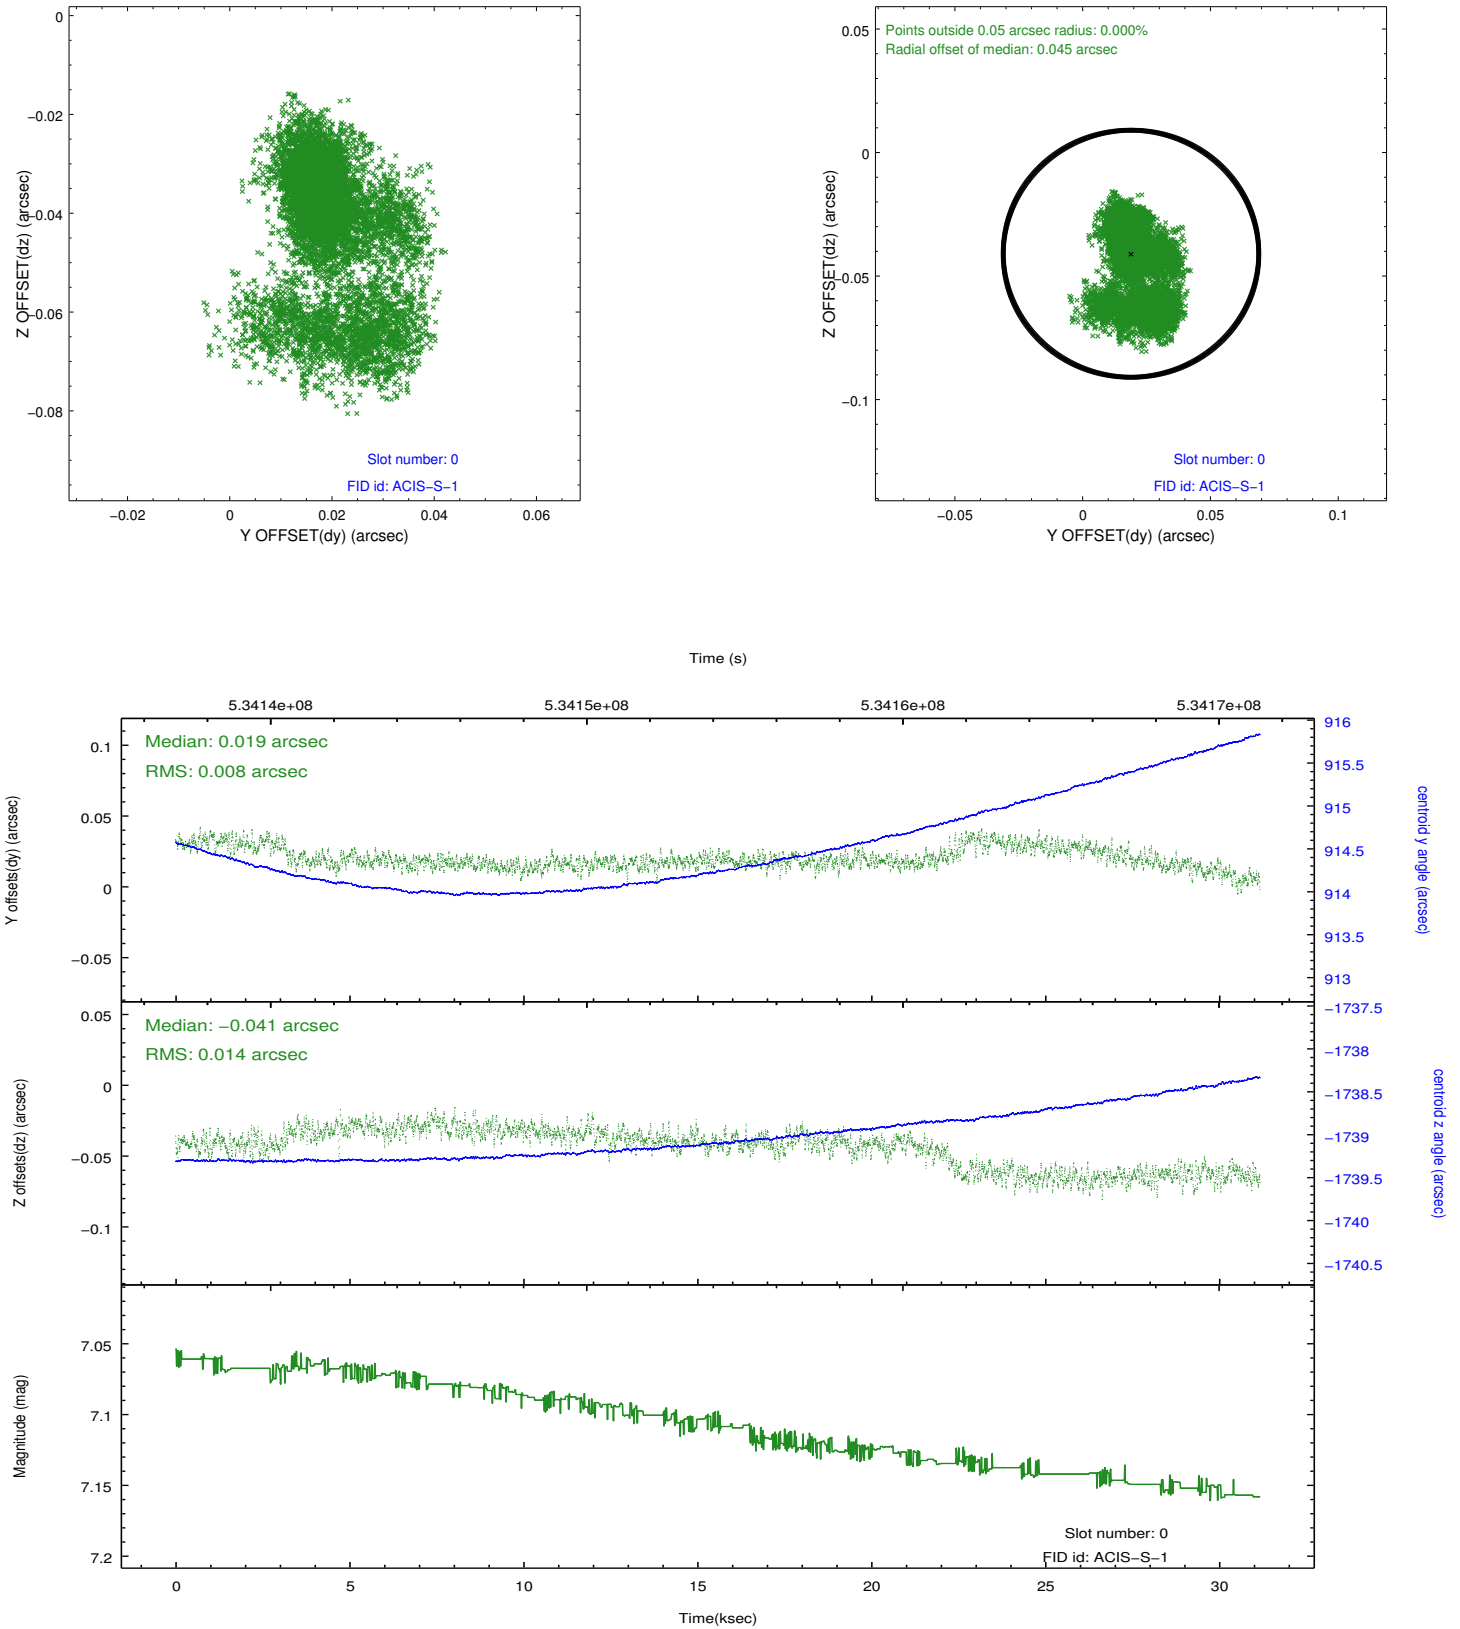 0
−0.02
−0.04
−0.06
−0.08
Z OFFSET(dz) (arcsec)
Slot number: 0
FID id: ACIS−S−1
−0.02 0 0.02 0.04 0.06
Y OFFSET(dy) (arcsec)
Points outside 0.05 arcsec radius: 0.000%
Radial offset of median: 0.045 arcsec
0.05
0
−0.05
−0.1
Z OFFSET(dz) (arcsec)
Slot number: 0
FID id: ACIS−S−1
−0.05 0 0.05 0.1
Y OFFSET(dy) (arcsec)
Time (s)
5.3414e+08 5.3415e+08 5.3416e+08 5.3417e+08
Median: 0.019 arcsec
RMS: 0.008 arcsec
0.1
0.05
0
−0.05
Y offsets(dy) (arcsec)
916
915.5
915
914.5
914
913.5
913
centroid y angle (arcsec)
Median: −0.041 arcsec
RMS: 0.014 arcsec
0.05
0
−0.05
−0.1
Z offsets(dz) (arcsec)
−1737.5
−1738
−1738.5
−1739
−1739.5
−1740
−1740.5
centroid z angle (arcsec)
7.05
7.1
7.15
7.2
Magnitude (mag)
Slot number: 0
FID id: ACIS−S−1
0 5 10 15 20 25 30
Time(ksec)